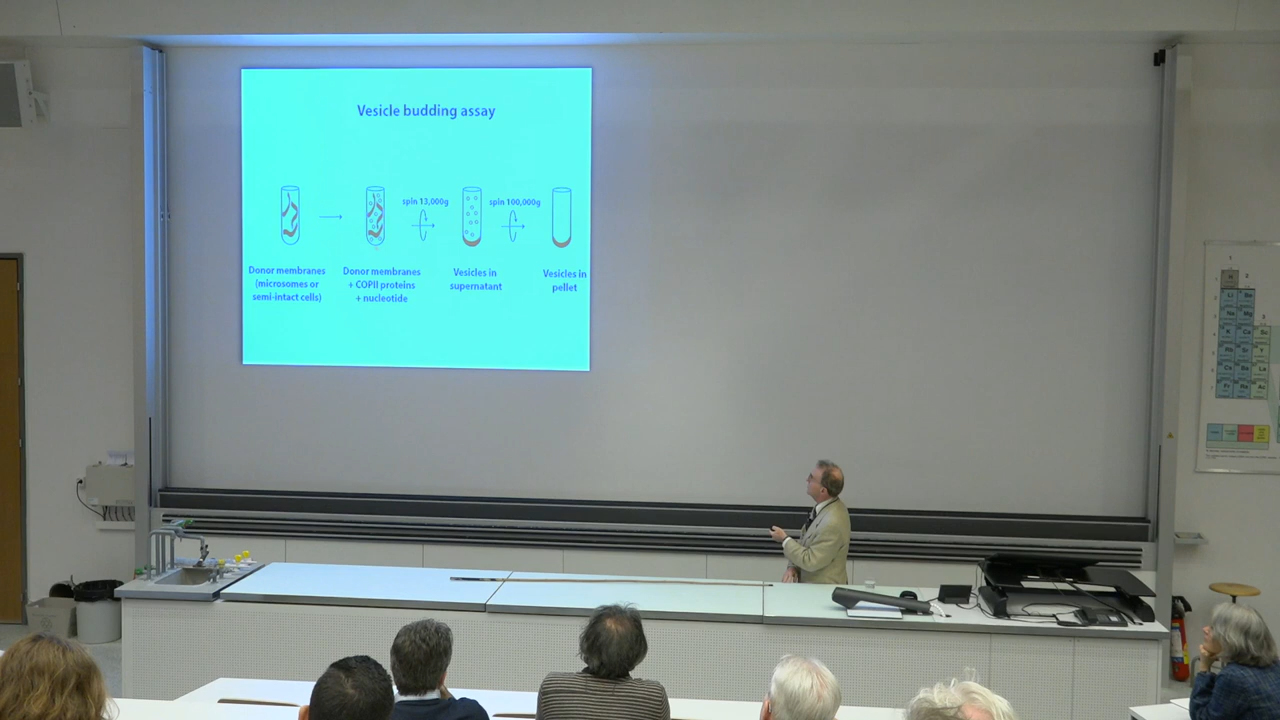 Vesicle budding assay
spin 13,000g
spin 100,000g
Donor membranes
(microsomes or
semi-intact cells)
Donor membranes
+ COPII proteins
+ nucleotide
Vesicles in
supernatant
Vesicles in
pellet